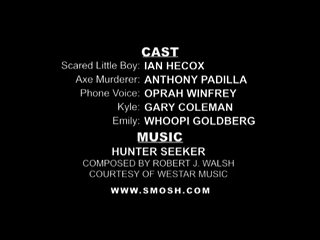 CAST
Scared Little Boy: IAN HECOX
Axe Murderer: ANTHONY PADILLA
Phone Voice: OPRAH WINFREY
Kyle: GARY COLEMAN
Emily: WHOOPI GOLDBERG
MUSIC
HUNTER SEEKER
COMPOSED BY ROBERT J. WALSH
COURTESY OF WESTAR MUSIC
WWW.SMOSH.COM